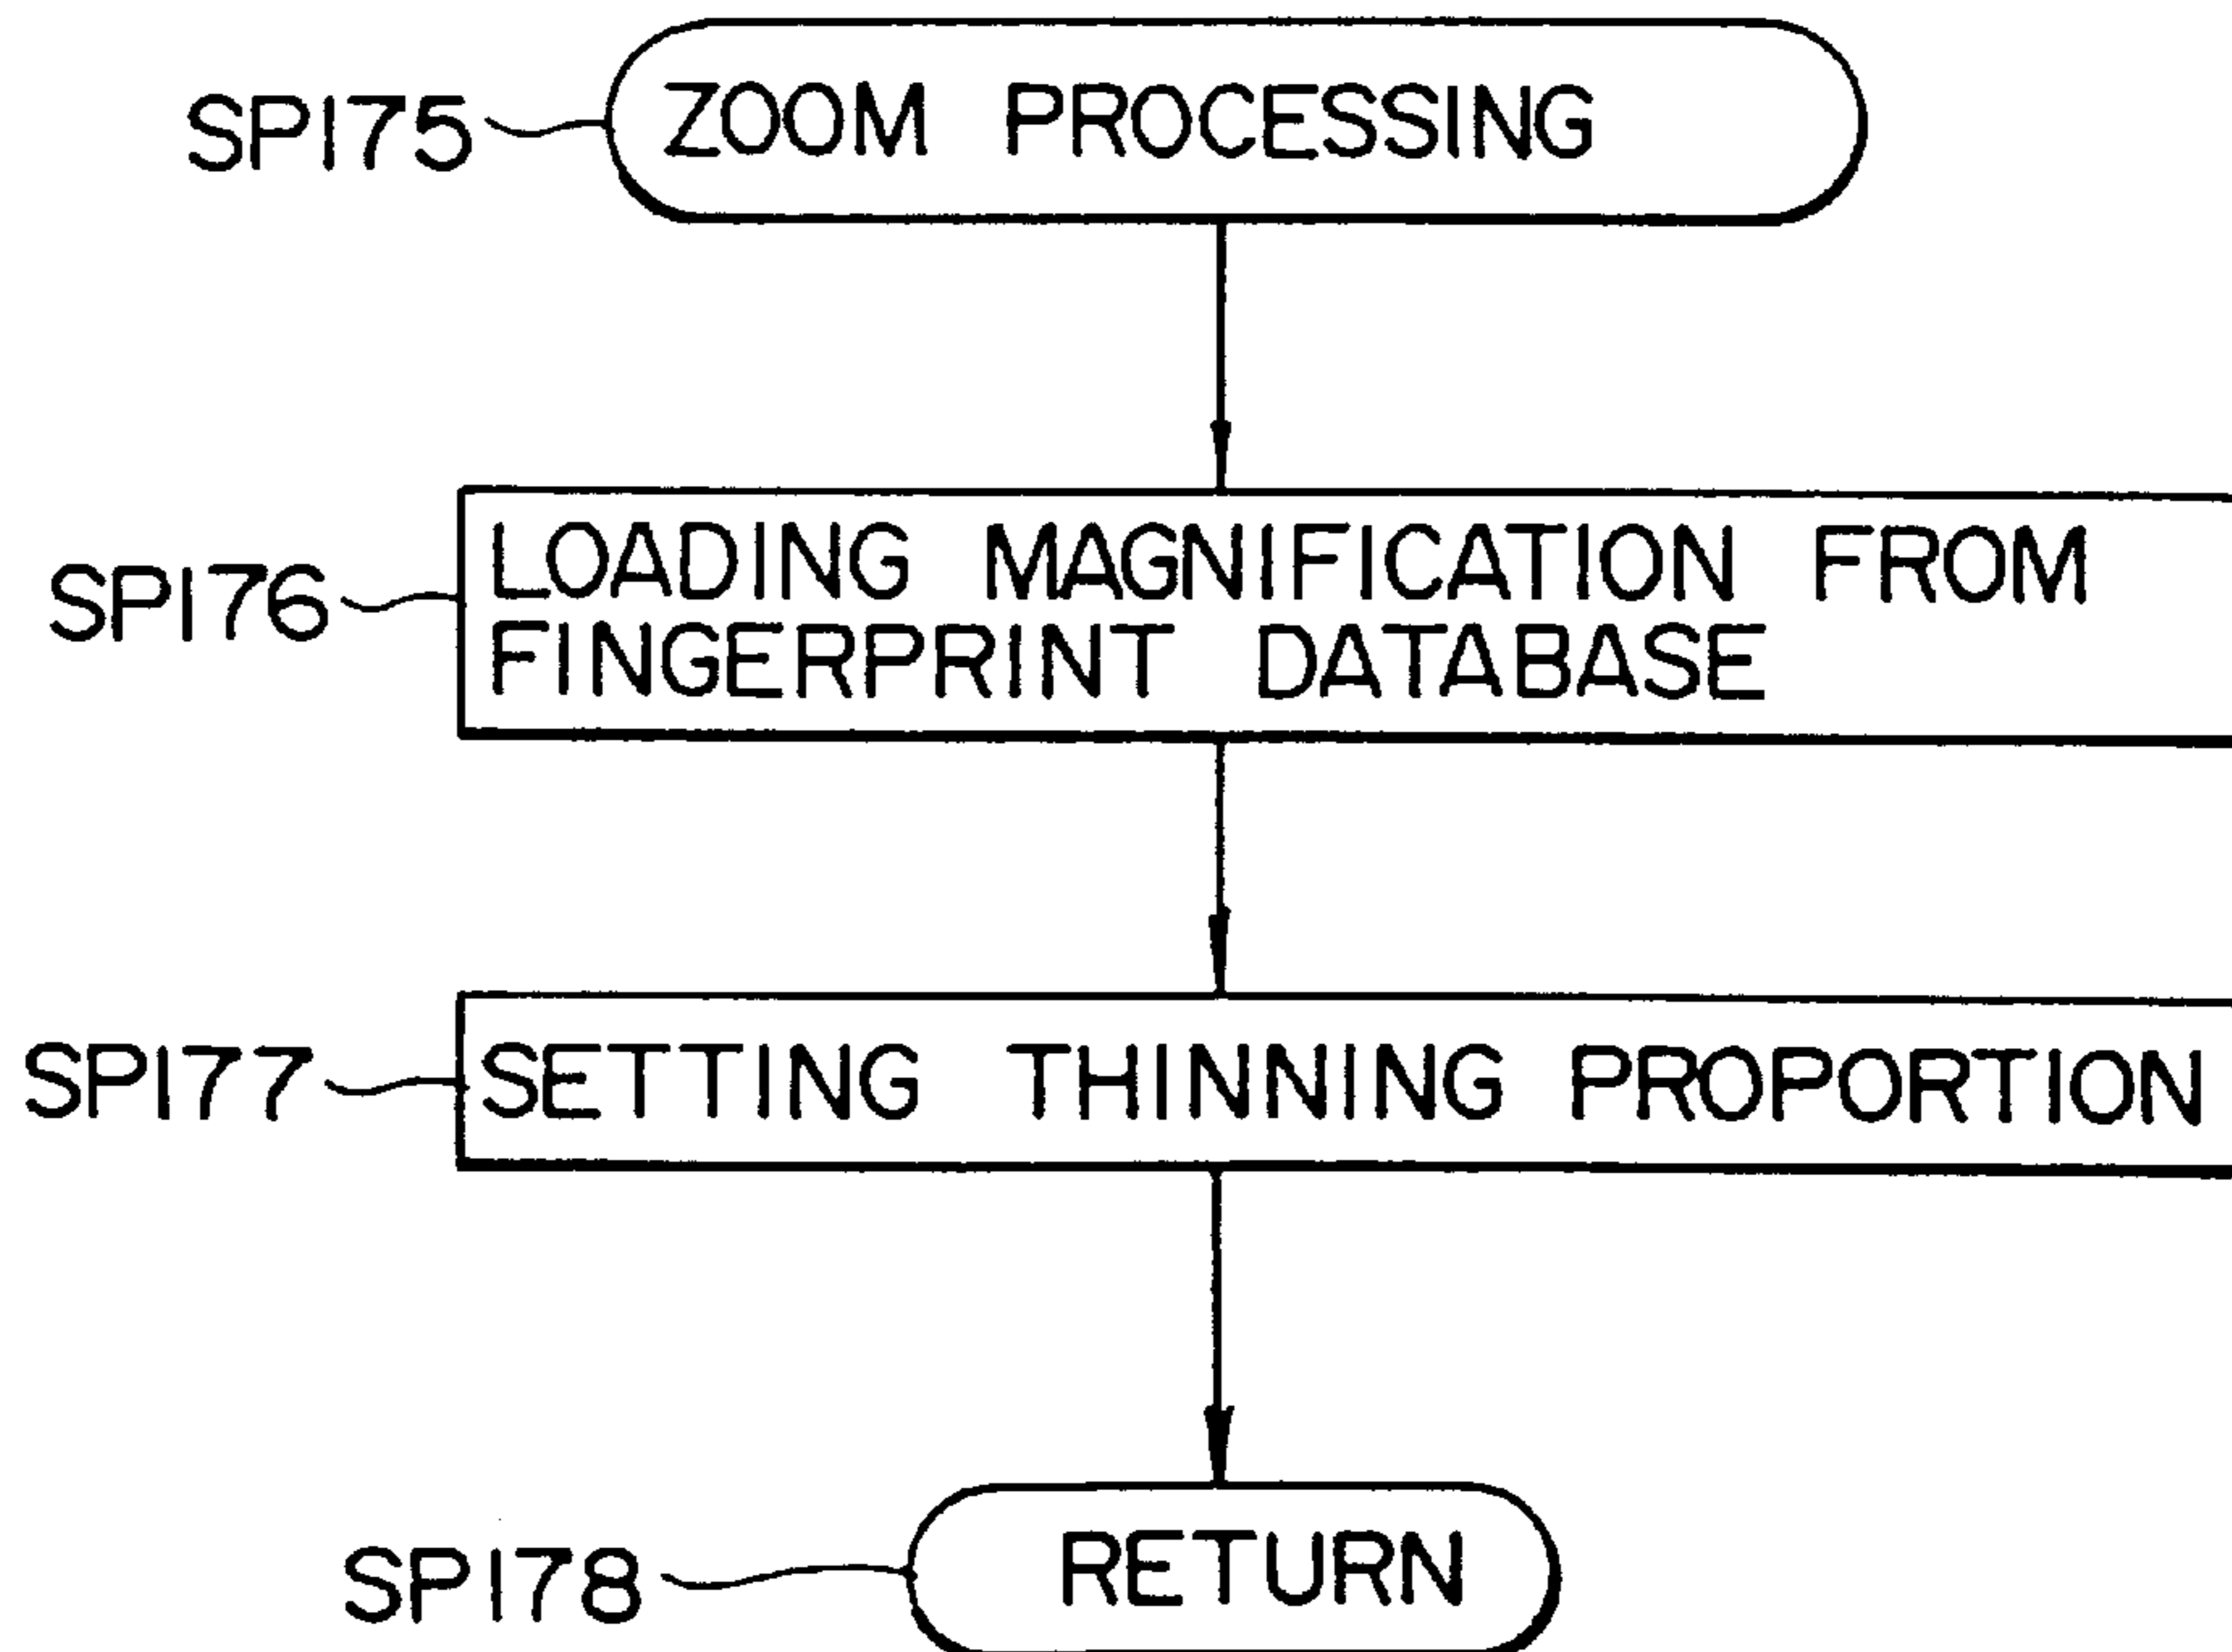 SP175 ZOOM PROCESSING
SP176 LOADING MAGNIFICATION FROM
FINGERPRINT DATABASE
SP177 SETTING THINNING PROPORTION
SP178 RETURN